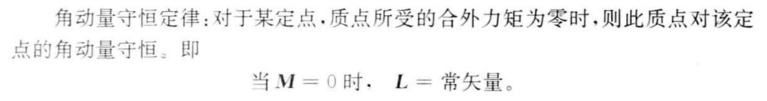 角动量守恒定律:对于某定点,质点所受的合外力矩为零时,则此质点对该定
点的角动量守恒。即
当 M = 0 时, L = 常矢量。